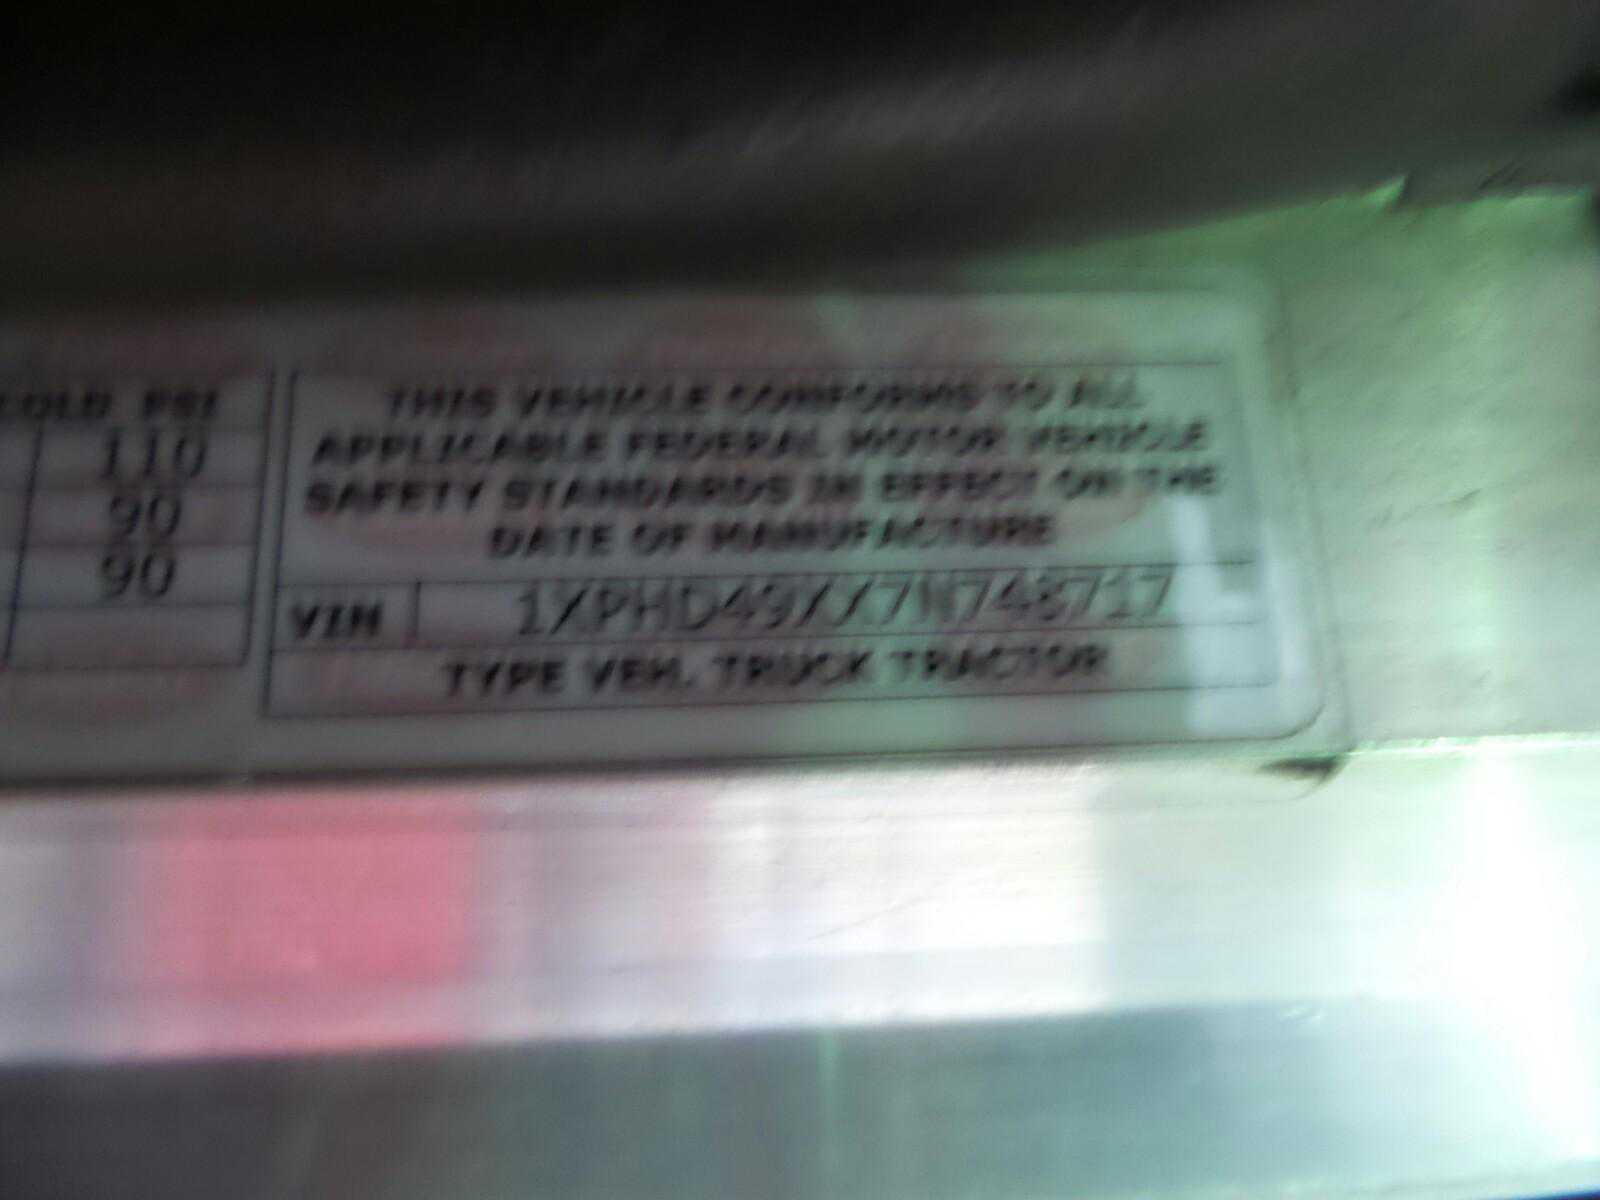 COLD PSI
110
90
90
THIS VEHICLE CONFORMS TO ALL
APPLICABLE FEDERAL MOTOR VEHICLE
SAFETY STANDARDS IN EFFECT ON THE
DATE OF MANUFACTURE
VIN 1XPHD49XX7N748717
TYPE VEH. TRUCK TRACTOR